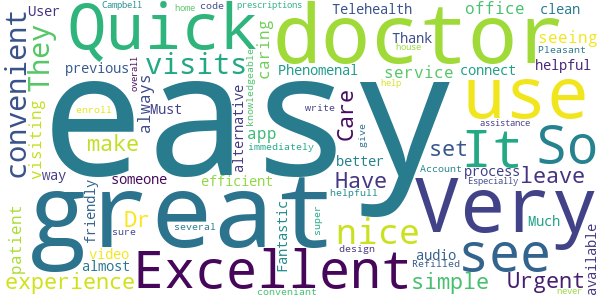 Campbell
home
code
prescriptions
User
Quick
doctor
Telehealth
office
clean
They
convenient
caring
Thank
seeing
previous
visits
Phenomenal
service
connect
Pleasant
helpful
house
overall
knowledgeable
always
Must
easy
use
enroll
app
write
help
alternative
Care
visiting
make
immediately
give
It
So
set
assistance
way
someone
better
process
leave
efficient
Have
Account
Especially
great
Very
helpfull
Much
patient
friendly
Dr
sure
several
Fantastic
super
nice
see
available
video
almost
design
audio
Refilled
experience
Excellent
simple
Urgent
convenient
never